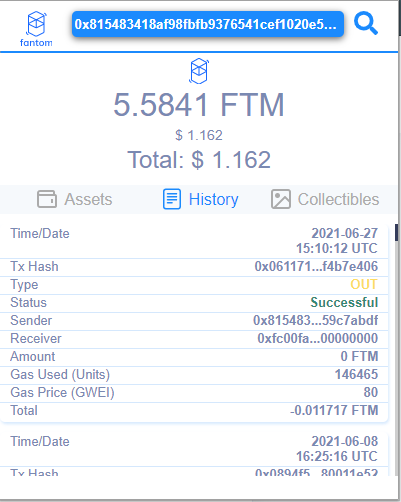 fantom
0x815483418af98fbfb9376541cef1020e5...
5.5841 FTM
$ 1.162
Total: $ 1.162
Assets
History
Collectibles
Time/Date 2021-06-27
15:10:12 UTC
Tx Hash 0x061171...f4b7e406
Type OUT
Status Successful
Sender 0x815483...59c7abdf
Receiver 0xfc00fa...00000000
Amount 0 FTM
Gas Used (Units) 146465
Gas Price (GWEI) 80
Total -0.011717 FTM
Time/Date 2021-06-08
16:25:16 UTC
Tx Hash 0x0894f5...80011e52